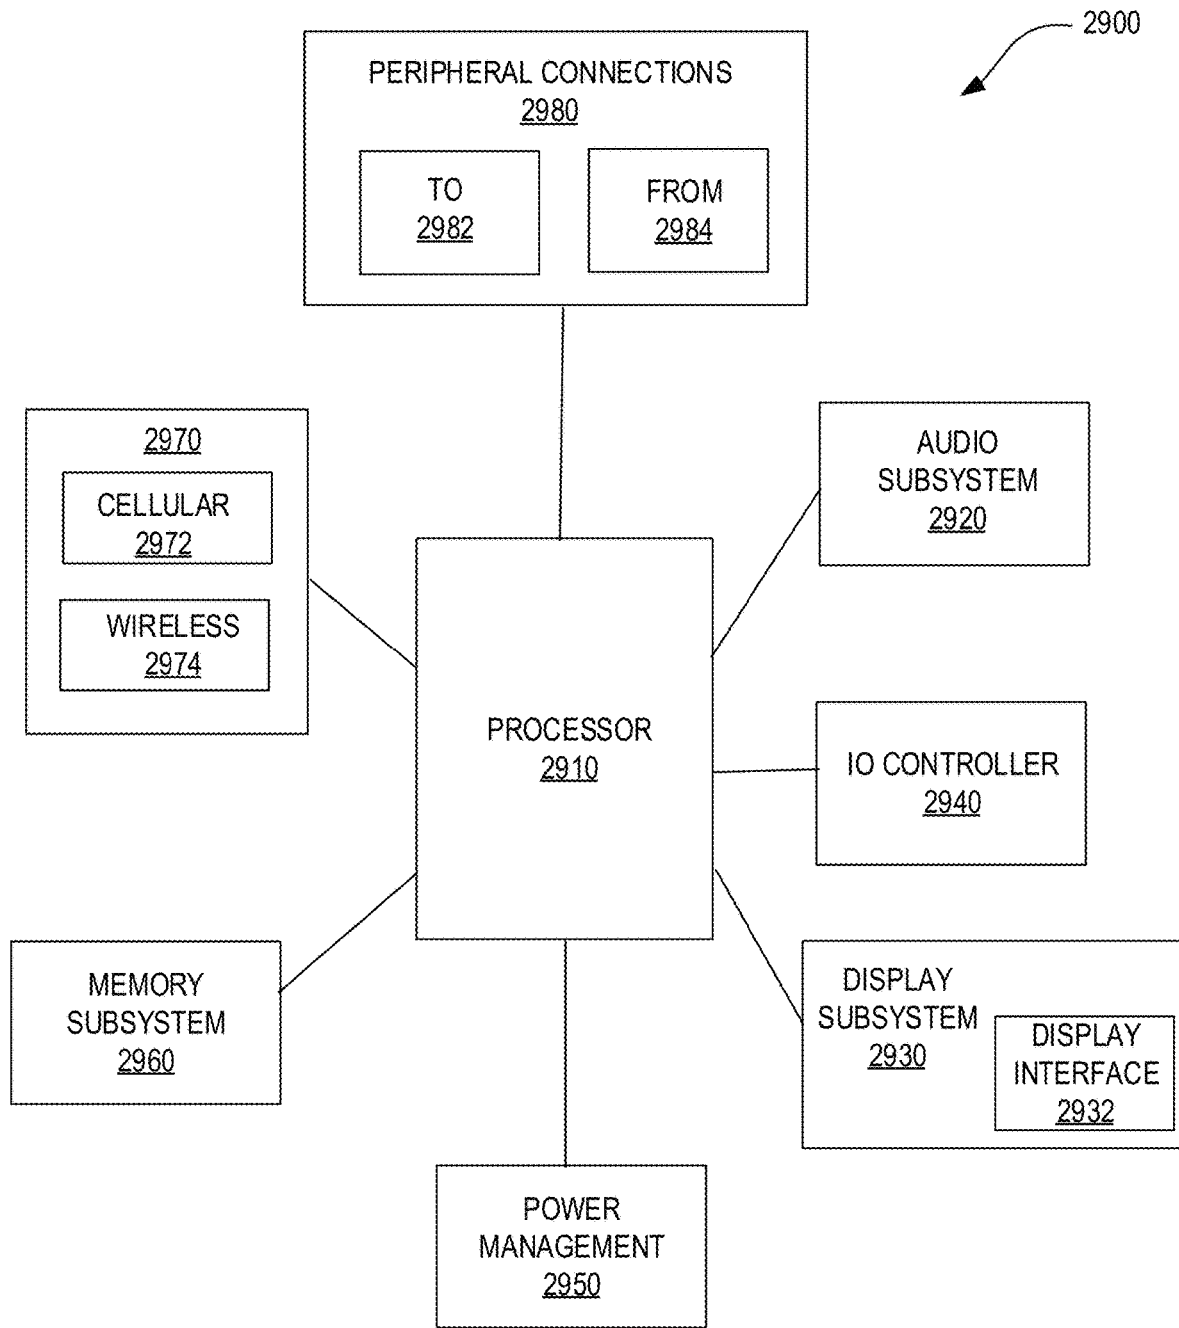 2900
PERIPHERAL CONNECTIONS
2980
TO
2982
FROM
2984
2970
CELLULAR
2972
WIRELESS
2974
AUDIO
SUBSYSTEM
2920
PROCESSOR
2910
IO CONTROLLER
2940
MEMORY
SUBSYSTEM
2960
DISPLAY
SUBSYSTEM
2930
DISPLAY
INTERFACE
2932
POWER
MANAGEMENT
2950